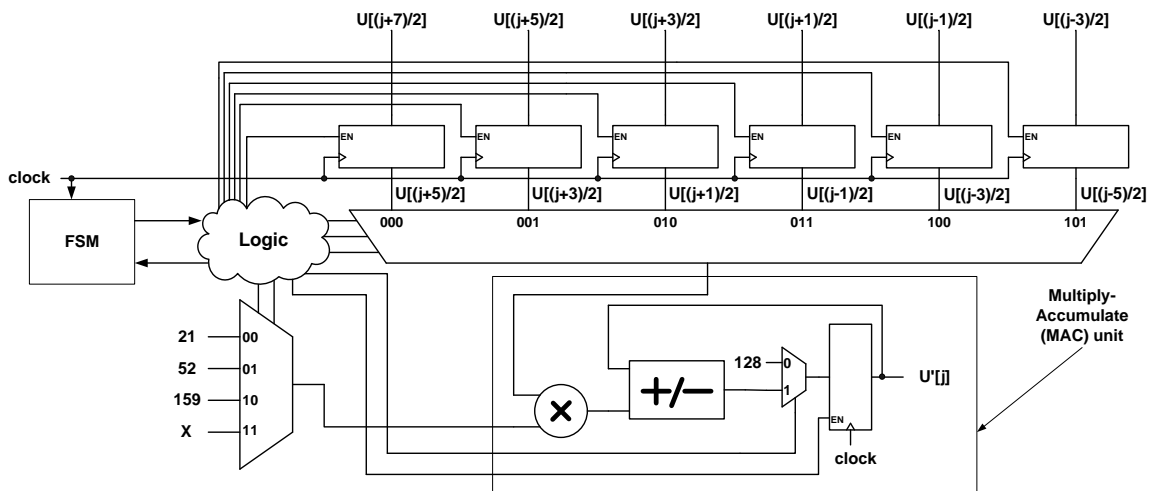 U[(j+7)/2] U[(j+5)/2] U[(j+3)/2] U[(j+1)/2] U[(j-1)/2] U[(j-3)/2]
EN EN EN EN EN EN
clock
U[(j+5)/2] U[(j+3)/2] U[(j+1)/2] U[(j-1)/2] U[(j-3)/2] U[(j-5)/2]
000 001 010 011 100 101
FSM
Logic
Multiply-
Accumulate
(MAC) unit
21 00
52 01
159 10
X 11
×
+/−
128 0
1
EN
U'[j]
clock